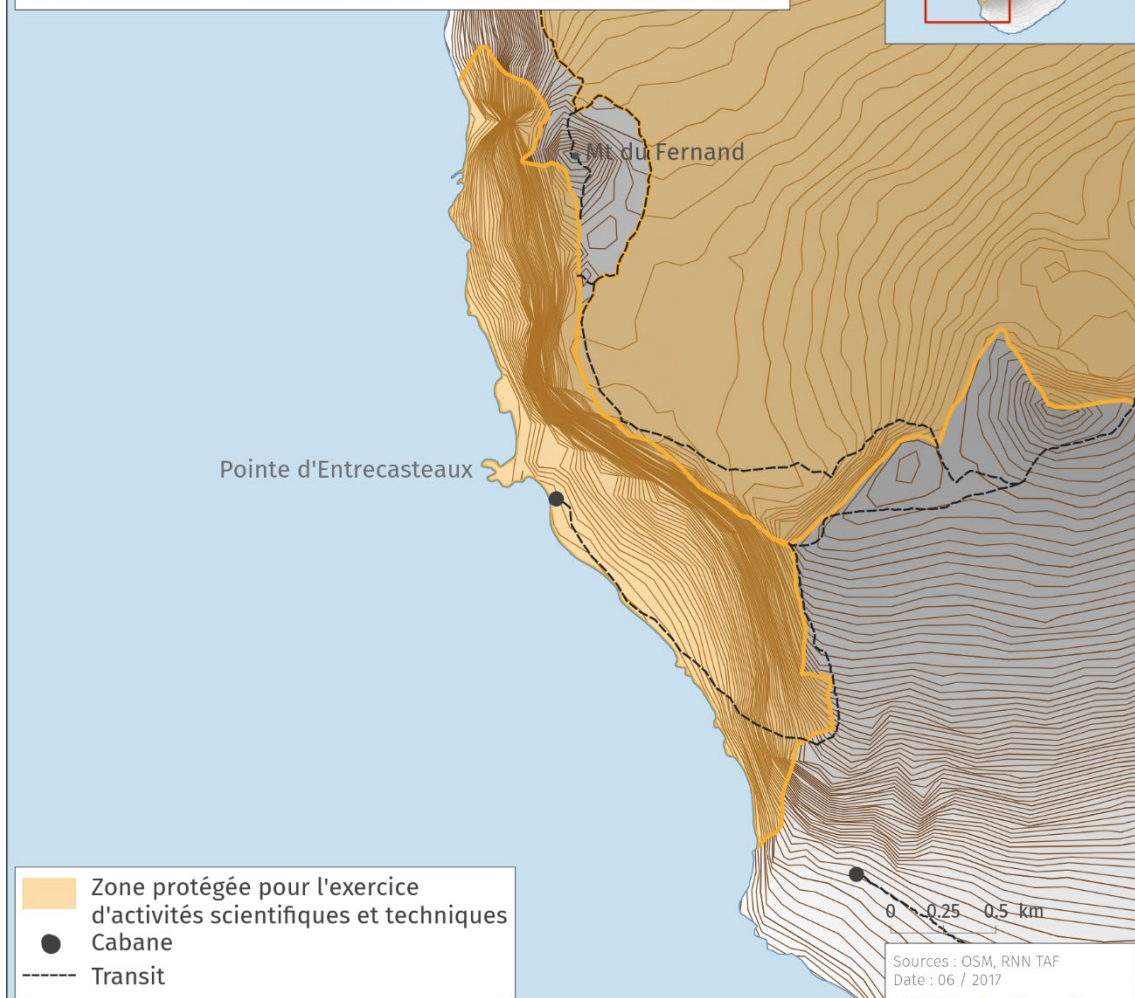 Mt du Fernand
Pointe d'Entrecasteaux
Zone protégée pour l'exercice
d'activités scientifiques et techniques
Cabane
Transit
0 0.25 0.5 km
Sources : OSM, RNN TAF
Date : 06 / 2017